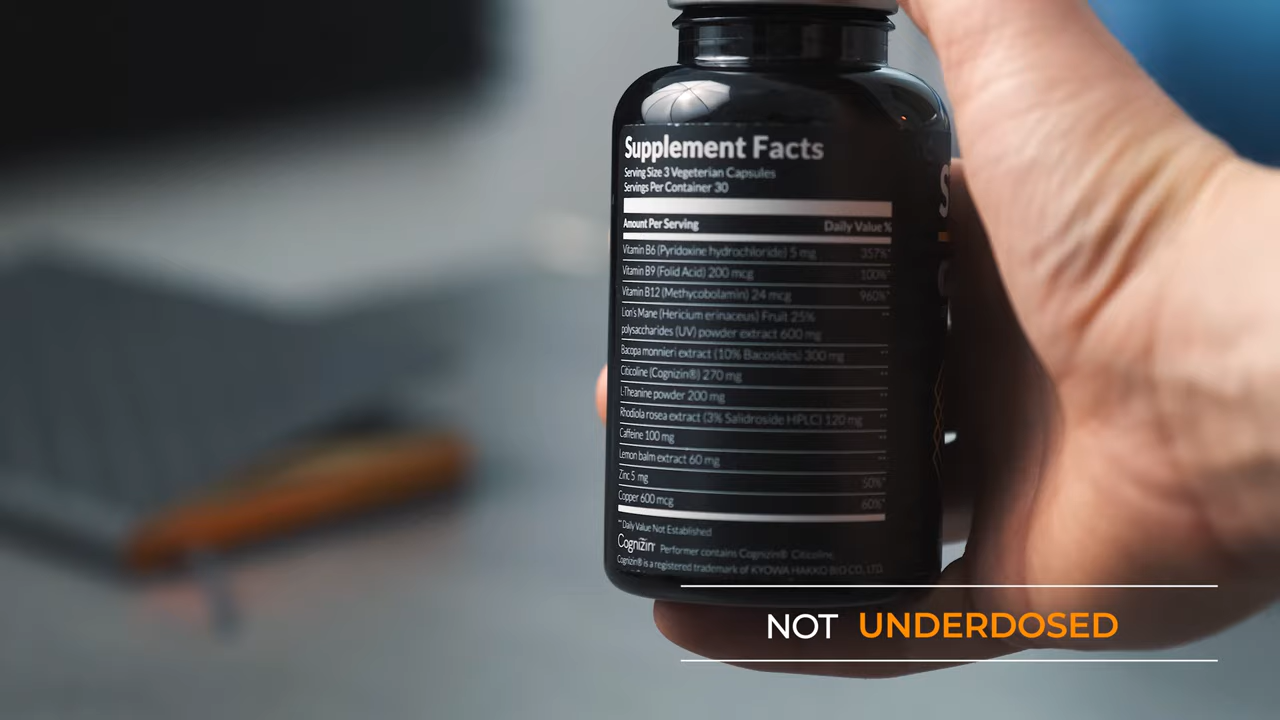 Supplement Facts
Serving Size 3 Vegeterian Capsules
Servings Per Container 30
Amount Per Serving Daily Value %
Vitamin B6 (Pyridoxine hydrochloride) 5 mg 357%*
Vitamin B9 (Folid Acid) 200 mcg 100%*
Vitamin B12 (Methycobolamin) 24 mcg 960%*
Lion's Mane (Hericium erinaceus) Fruit 25% **
polysaccharides (UV) powder extract 600 mg
Bacopa monnieri extract (10% Bacosides) 300 mg **
Citicoline (Cognizin®) 270 mg **
L-Theanine powder 200 mg **
Rhodiola rosea extract (3% Salidroside HPLC) 120 mg **
Caffeine 100 mg **
Lemon balm extract 60 mg **
Zinc 5 mg 50%*
Copper 600 mcg 60%*
** Daily Value Not Established
Cognizin® Performer contains Cognizin® Citicoline,
Cognizin® is a registered trademark of KYOWA HAKKO BIO CO., LTD.
NOT UNDERDOSED